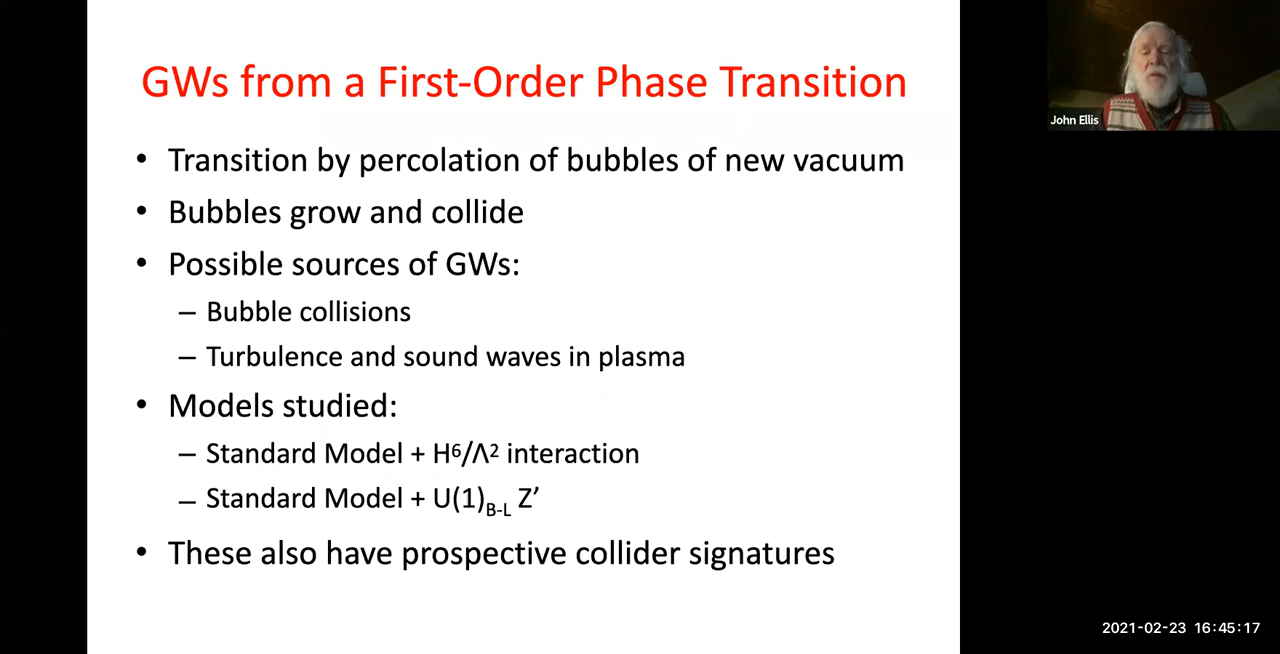 GWs from a First-Order Phase Transition
• Transition by percolation of bubbles of new vacuum
• Bubbles grow and collide
• Possible sources of GWs:
– Bubble collisions
– Turbulence and sound waves in plasma
• Models studied:
– Standard Model + H⁶/Λ² interaction
– Standard Model + U(1)B-L Z’
• These also have prospective collider signatures
John Ellis
2021-02-23 16:45:17